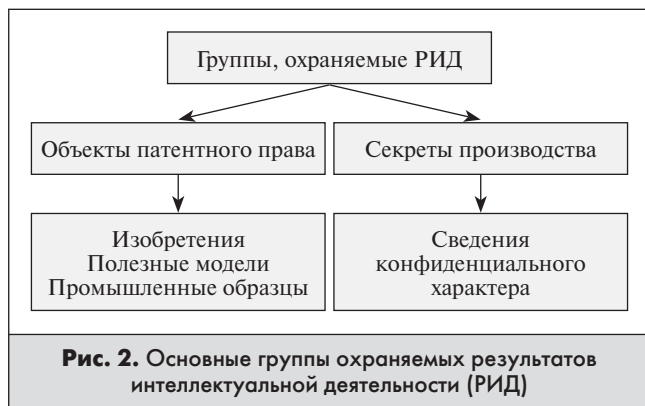 Группы, охраняемые РИД
Объекты патентного права
Секреты производства
Изобретения
Полезные модели
Промышленные образцы
Сведения
конфиденциального
характера
Рис. 2. Основные группы охраняемых результатов
интеллектуальной деятельности (РИД)